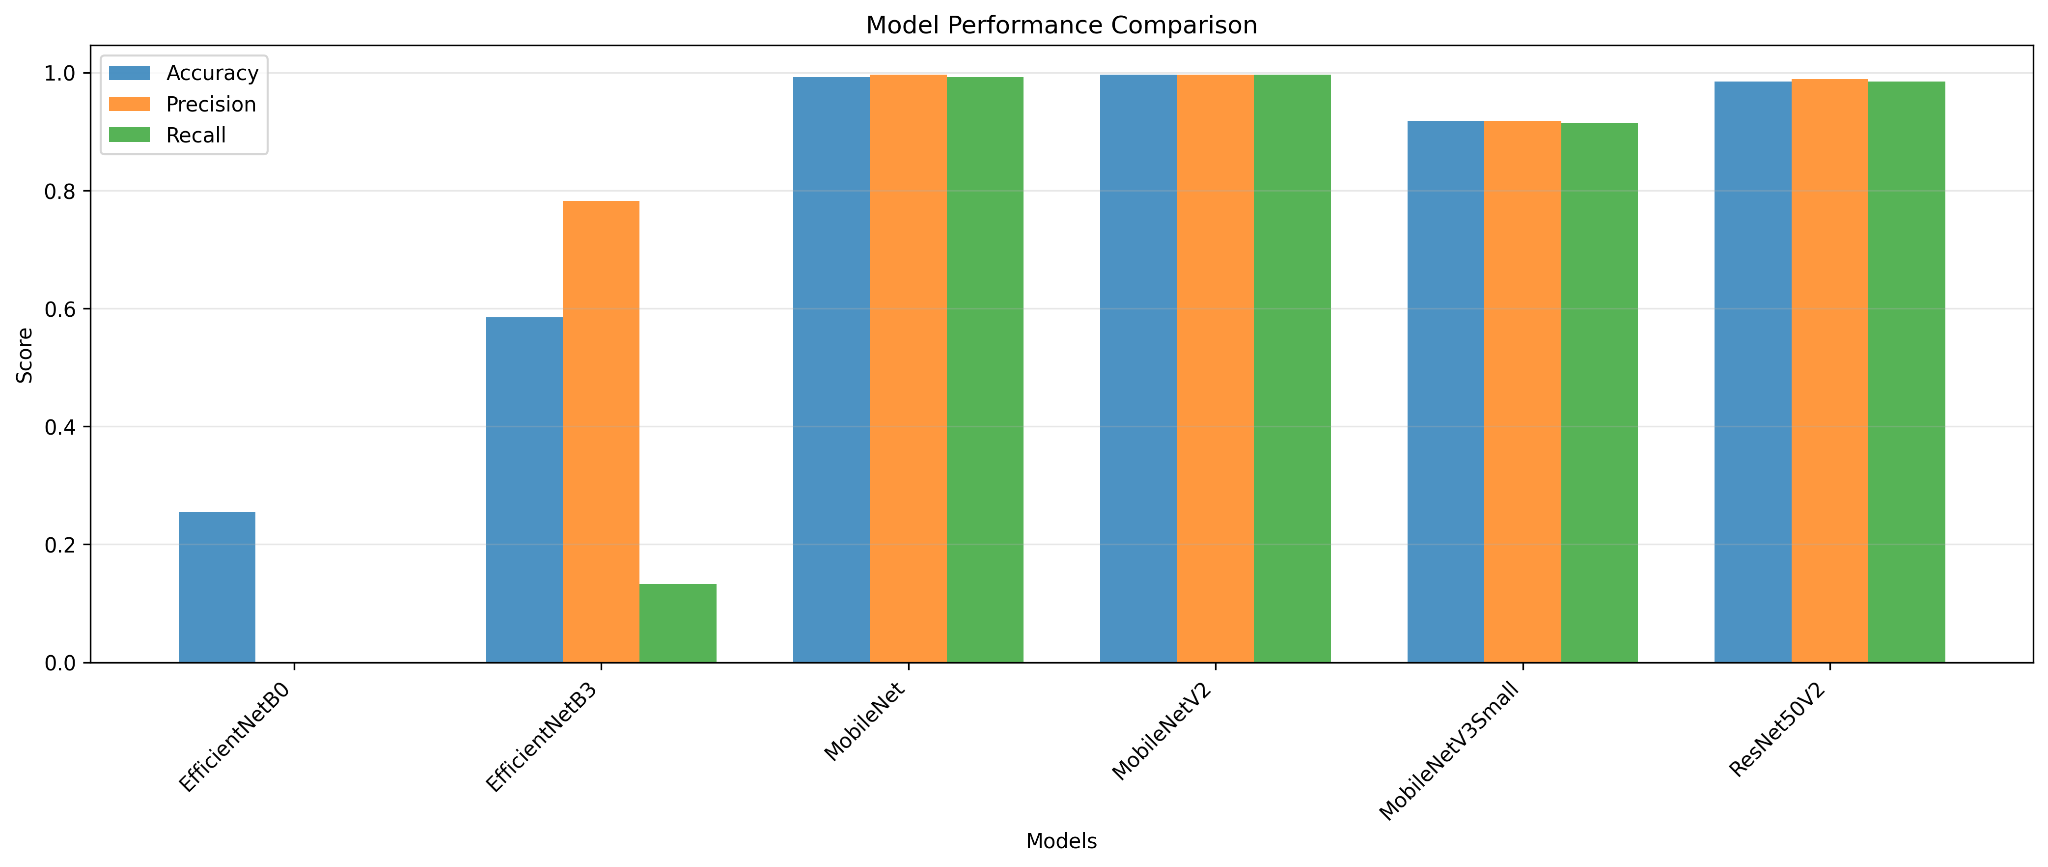 Model Performance Comparison
Accuracy
Precision
Recall
1.0
0.8
0.6
0.4
0.2
0.0
Score
EfficientNetB0
EfficientNetB3
MobileNet
MobileNetV2
MobileNetV3Small
ResNet50V2
Models